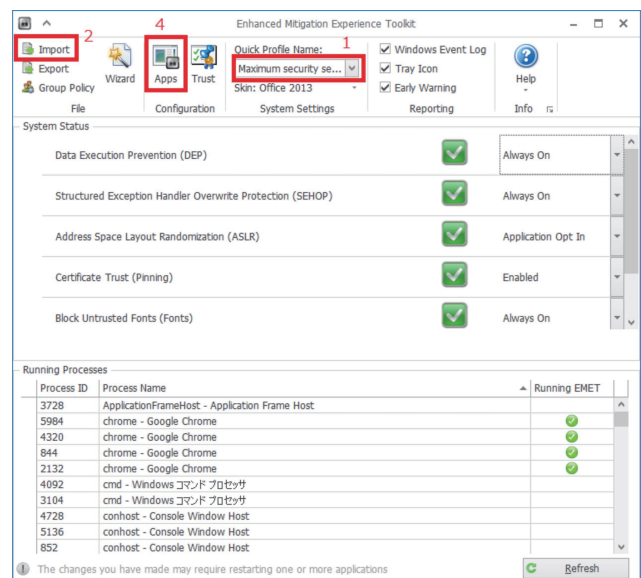 Enhanced Mitigation Experience Toolkit
2
4
1
Import
Export
Group Policy
File
Wizard
Apps
Trust
Configuration
Quick Profile Name:
Maximum security se...
Skin: Office 2013
System Settings
Windows Event Log
Tray Icon
Early Warning
Reporting
Help
Info
System Status
Data Execution Prevention (DEP) Always On
Structured Exception Handler Overwrite Protection (SEHOP) Always On
Address Space Layout Randomization (ASLR) Application Opt In
Certificate Trust (Pinning) Enabled
Block Untrusted Fonts (Fonts) Always On
Running Processes
Process ID Process Name Running EMET
3728 ApplicationFrameHost - Application Frame Host
5984 chrome - Google Chrome
4320 chrome - Google Chrome
844 chrome - Google Chrome
2132 chrome - Google Chrome
4092 cmd - Windows コマンド プロセッサ
3104 cmd - Windows コマンド プロセッサ
4728 conhost - Console Window Host
5136 conhost - Console Window Host
852 conhost - Console Window Host
The changes you have made may require restarting one or more applications
Refresh